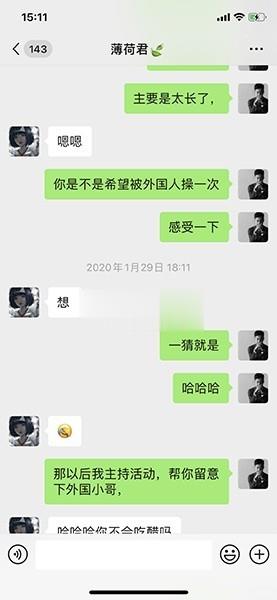 15:11
143
薄荷君🌿
主要是太长了，
嗯嗯
你是不是希望被外国人操一次
感受一下
2020年1月29日 18:11
想
一猜就是
哈哈哈
那以后我主持活动，帮你留意
下外国小哥，
哈哈哈你不会吃醋吗